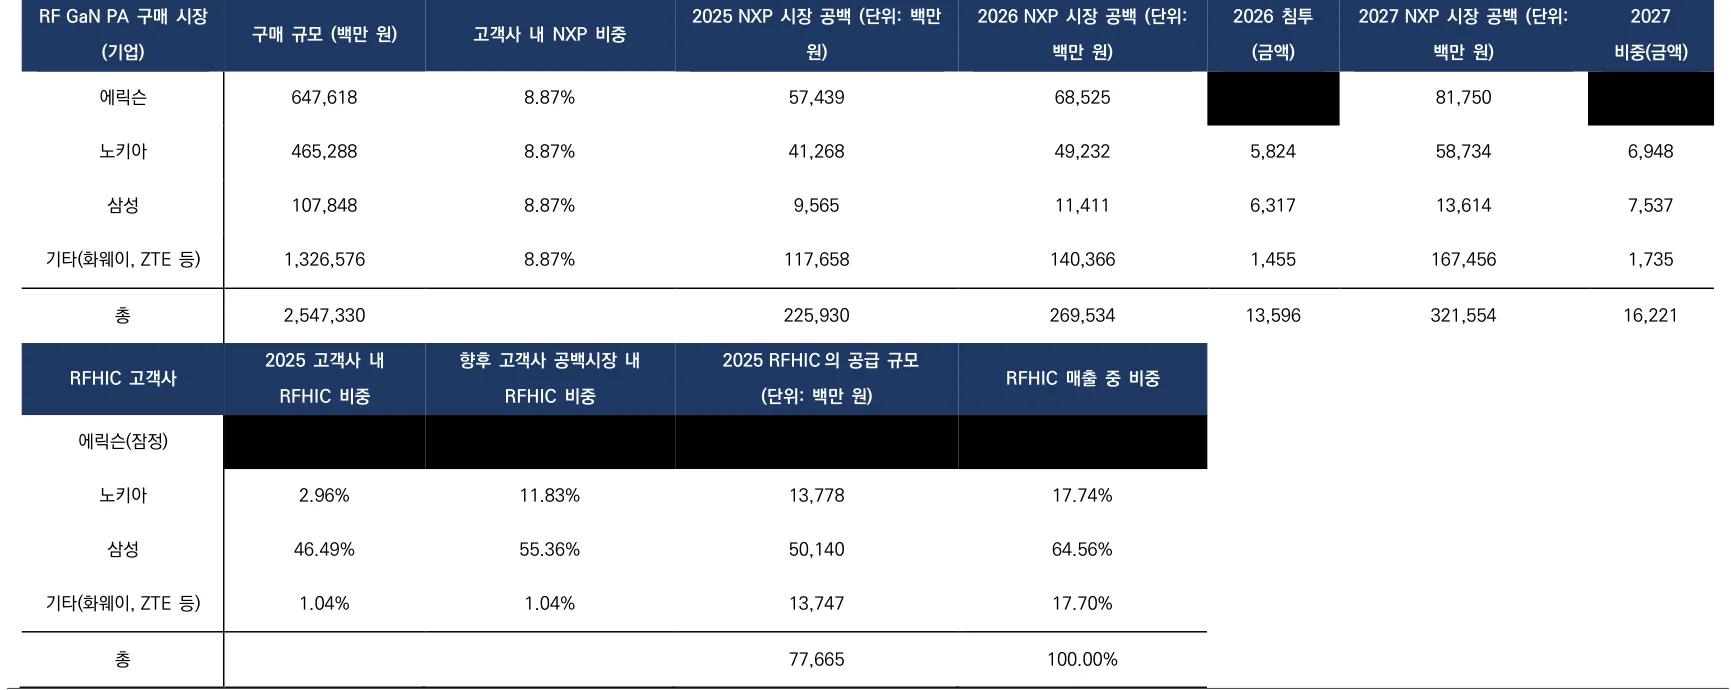 RF GaN PA 구매 시장 (기업) 구매 규모 (백만 원) 고객사 내 NXP 비중 2025 NXP 시장 공백 (단위: 백만 원) 2026 NXP 시장 공백 (단위: 백만 원) 2026 침투 (금액) 2027 NXP 시장 공백 (단위: 백만 원) 2027 비중(금액)
에릭슨 647,618 8.87% 57,439 68,525 81,750
노키아 465,288 8.87% 41,268 49,232 5,824 58,734 6,948
삼성 107,848 8.87% 9,565 11,411 6,317 13,614 7,537
기타(화웨이, ZTE 등) 1,326,576 8.87% 117,658 140,366 1,455 167,456 1,735
총 2,547,330 225,930 269,534 13,596 321,554 16,221
RFHIC 고객사 2025 고객사 내 RFHIC 비중 향후 고객사 공백시장 내 RFHIC 비중 2025 RFHIC의 공급 규모 (단위: 백만 원) RFHIC 매출 중 비중
에릭슨(잠정)
노키아 2.96% 11.83% 13,778 17.74%
삼성 46.49% 55.36% 50,140 64.56%
기타(화웨이, ZTE 등) 1.04% 1.04% 13,747 17.70%
총 77,665 100.00%